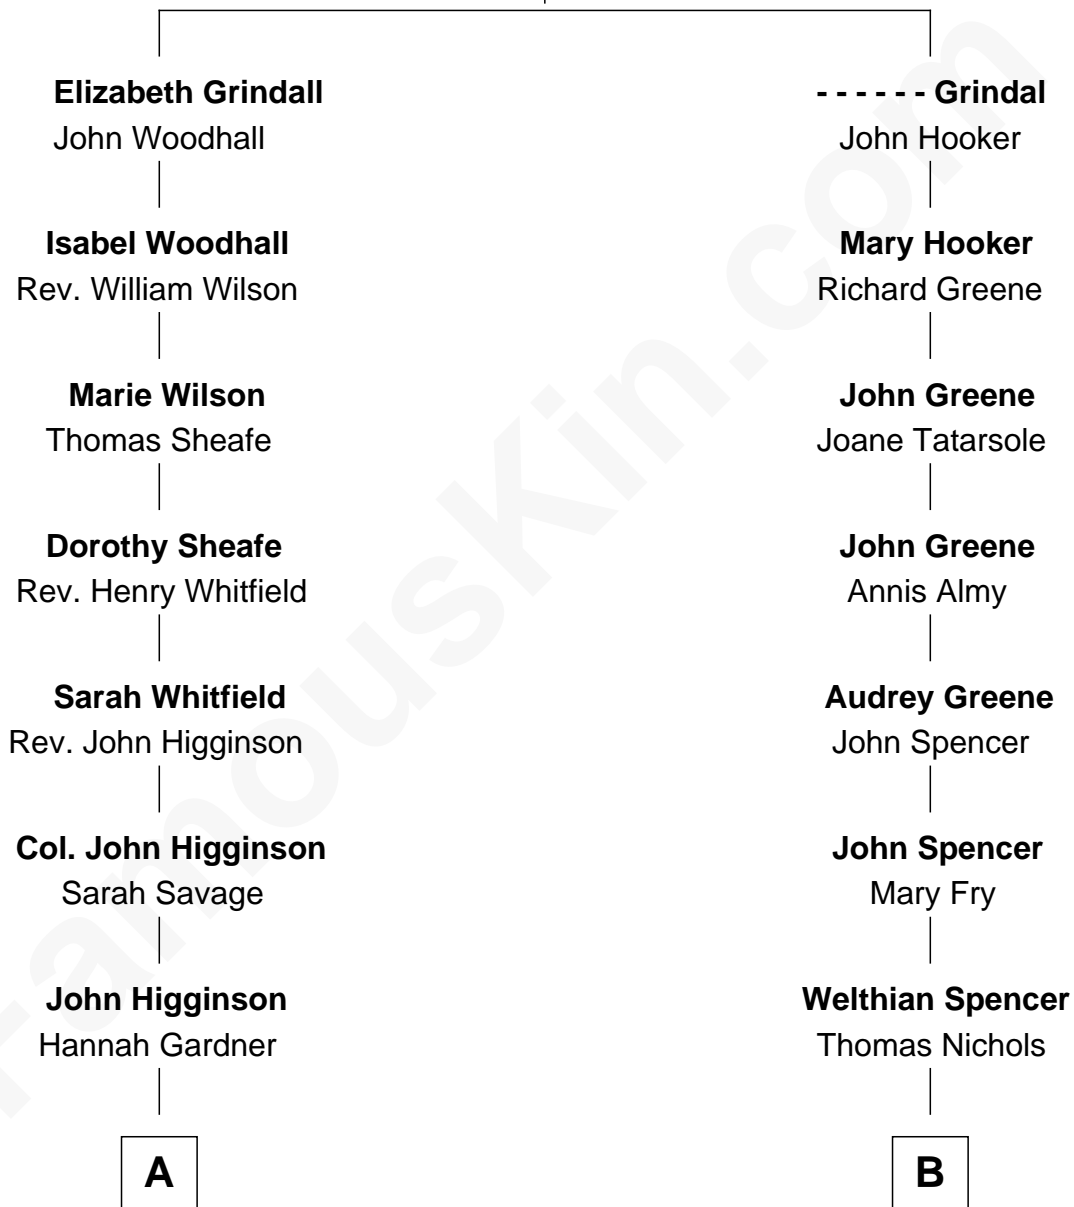 Elizabeth Grindall
John Woodhall
Isabel Woodhall
Rev. William Wilson
Marie Wilson
Thomas Sheafe
Dorothy Sheafe
Rev. Henry Whitfield
Sarah Whitfield
Rev. John Higginson
Col. John Higginson
Sarah Savage
John Higginson
Hannah Gardner
A
- - - - - - Grindal
John Hooker
Mary Hooker
Richard Greene
John Greene
Joane Tatarsole
John Greene
Annis Almy
Audrey Greene
John Spencer
John Spencer
Mary Fry
Welthian Spencer
Thomas Nichols
B
FamousKin.com